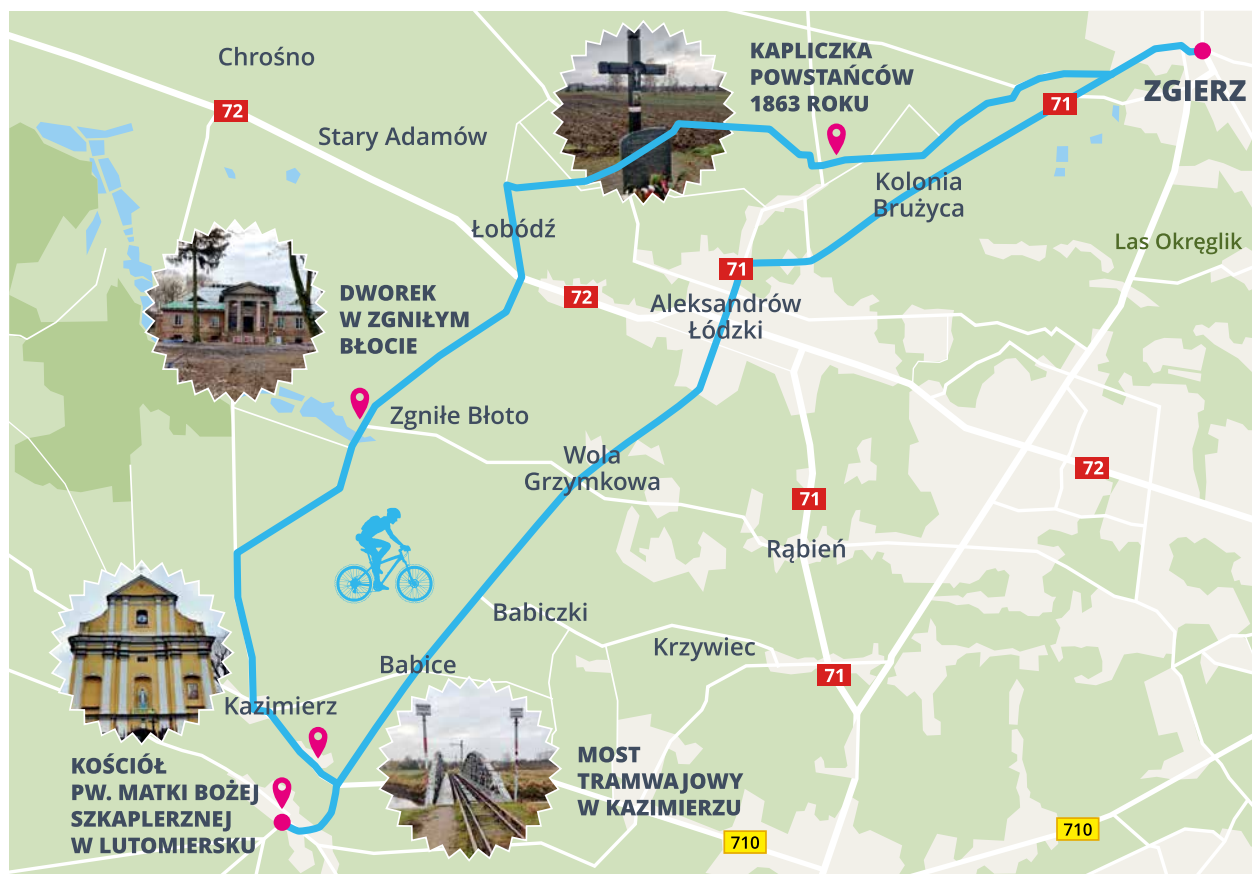 Chrośno
KAPLICZKA
POWSTAŃCÓW
1863 ROKU
ZGIERZ
72
71
Stary Adamów
Kolonia
Brużyca
Łobódź
Las Okręglik
71
72
DWOREK
W ZGNIŁYM
BŁOCIE
Aleksandrów
Łódzki
Zgniłe Błoto
Wola
Grzymkowa
72
71
Rąbień
Babiczki
Krzywiec
Babice
71
Kazimierz
KOŚCIÓŁ
PW. MATKI BOŻEJ
SZKAPLERZNEJ
W LUTOMIERSKU
MOST
TRAMWAJOWY
W KAZIMIERZU
710
710